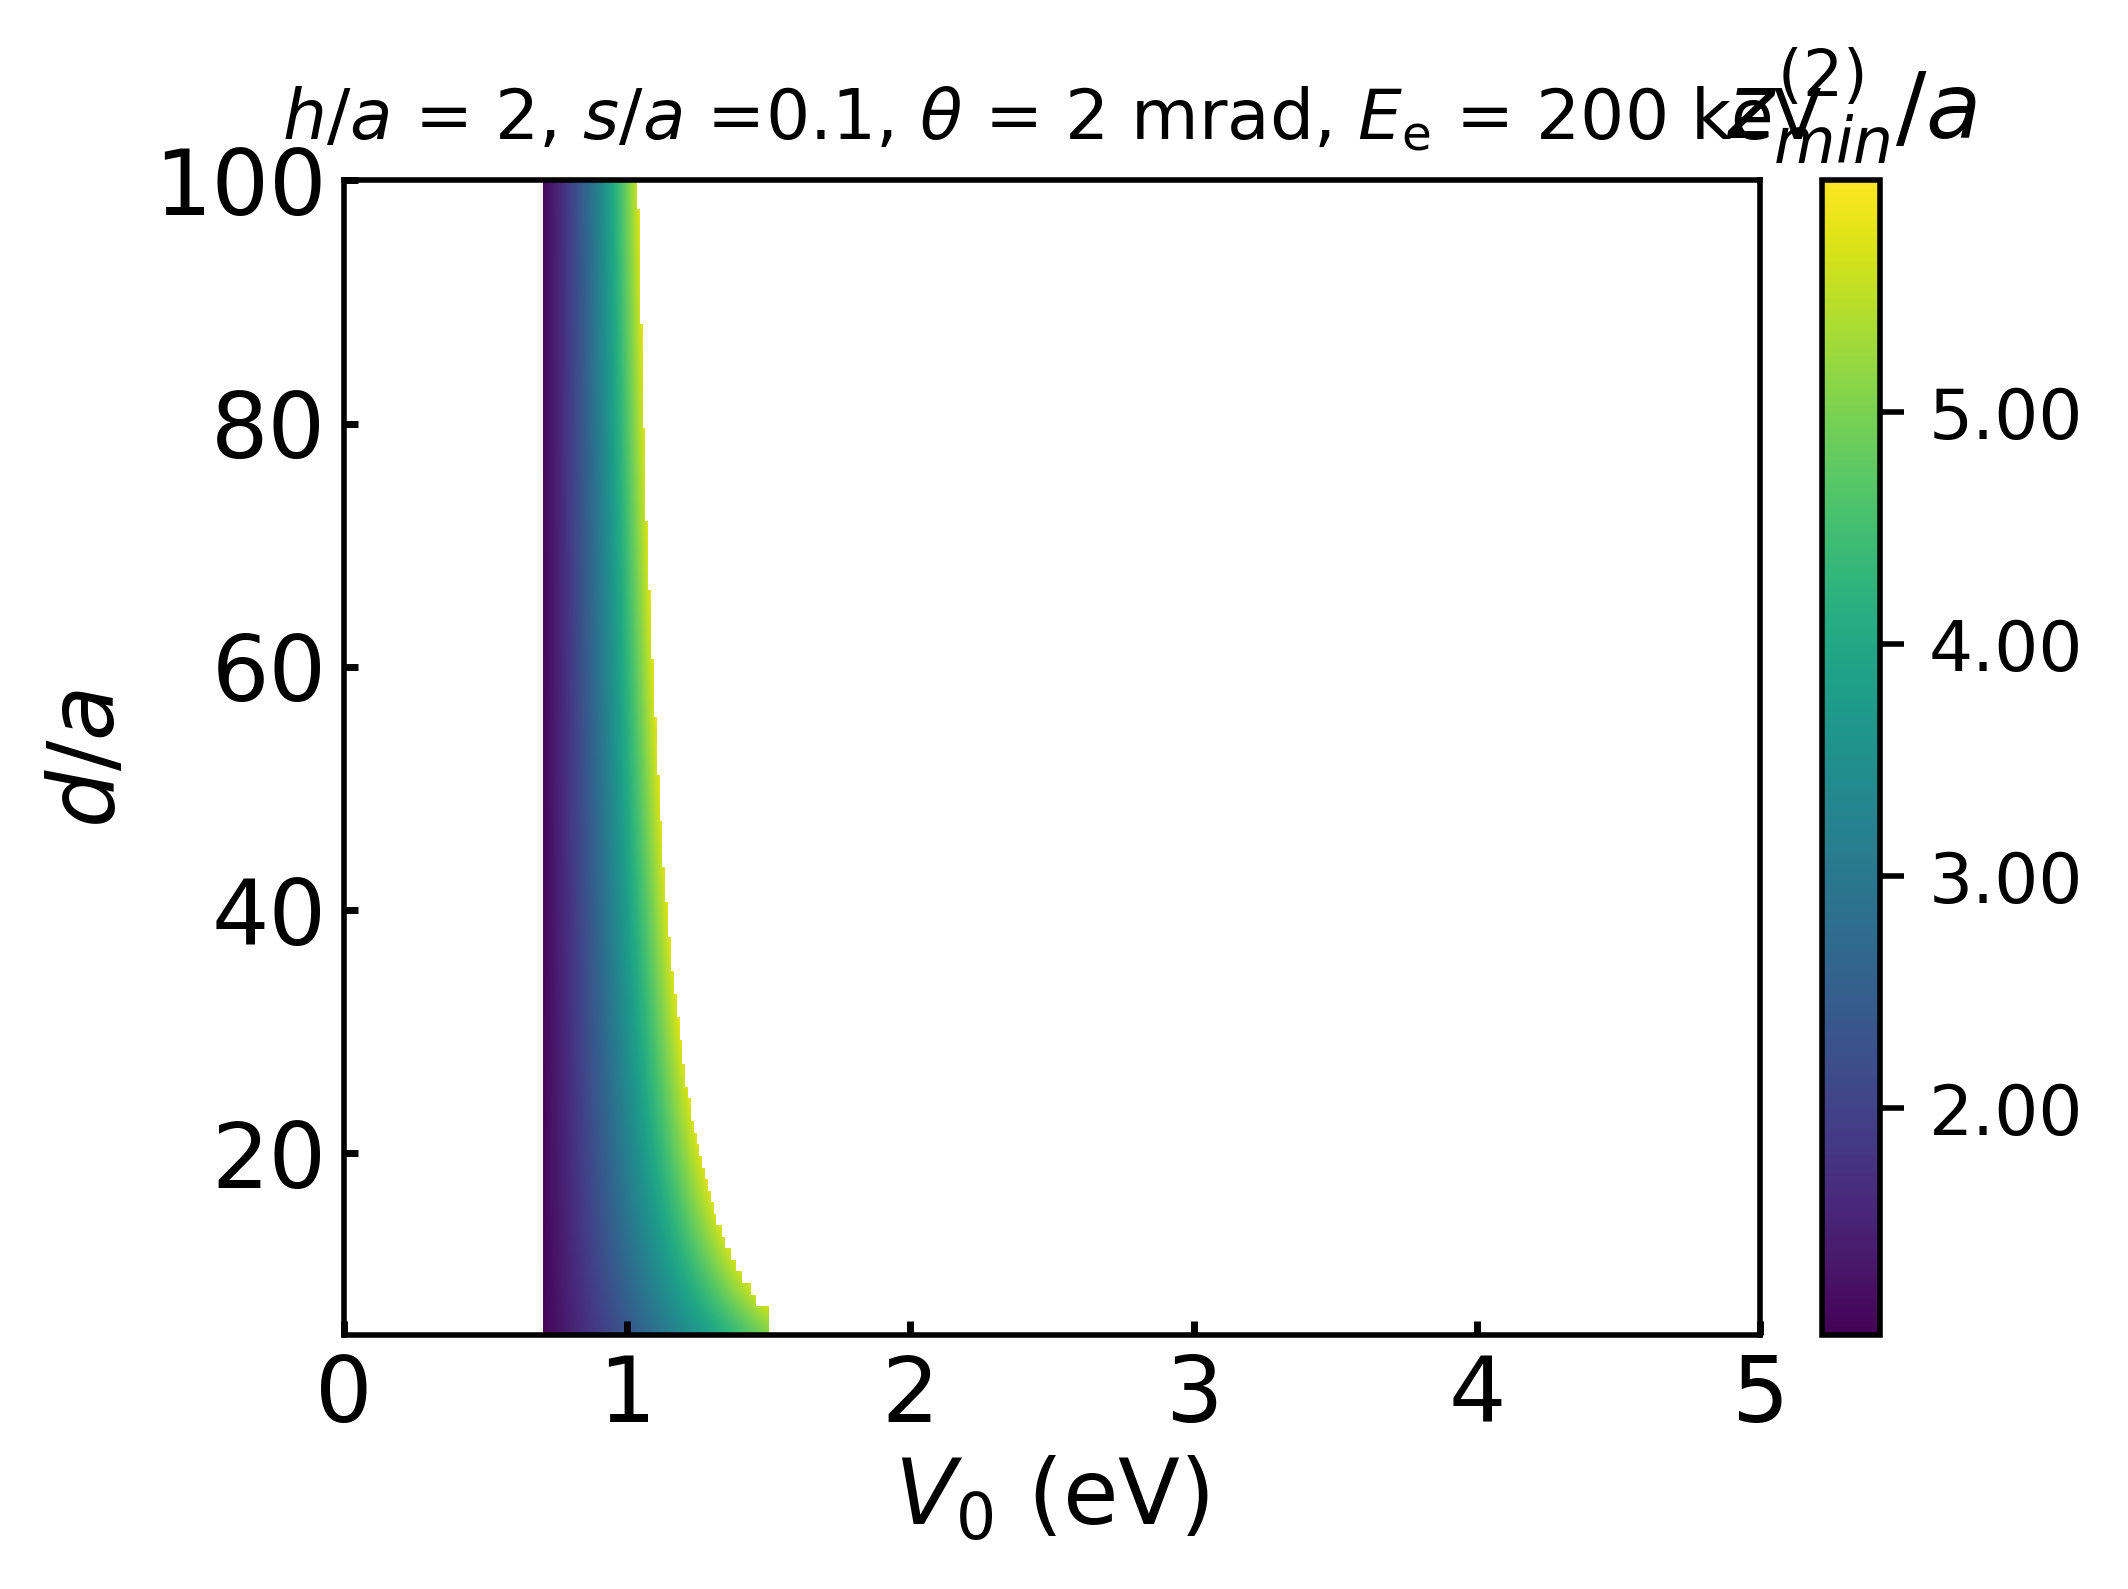 h/a = 2, s/a =0.1, θ = 2 mrad, Eₑ = 200 keV
z⁽²⁾ₘᵢₙ/a
100
80
60
40
20
d/a
0 1 2 3 4 5
V₀ (eV)
5.00
4.00
3.00
2.00